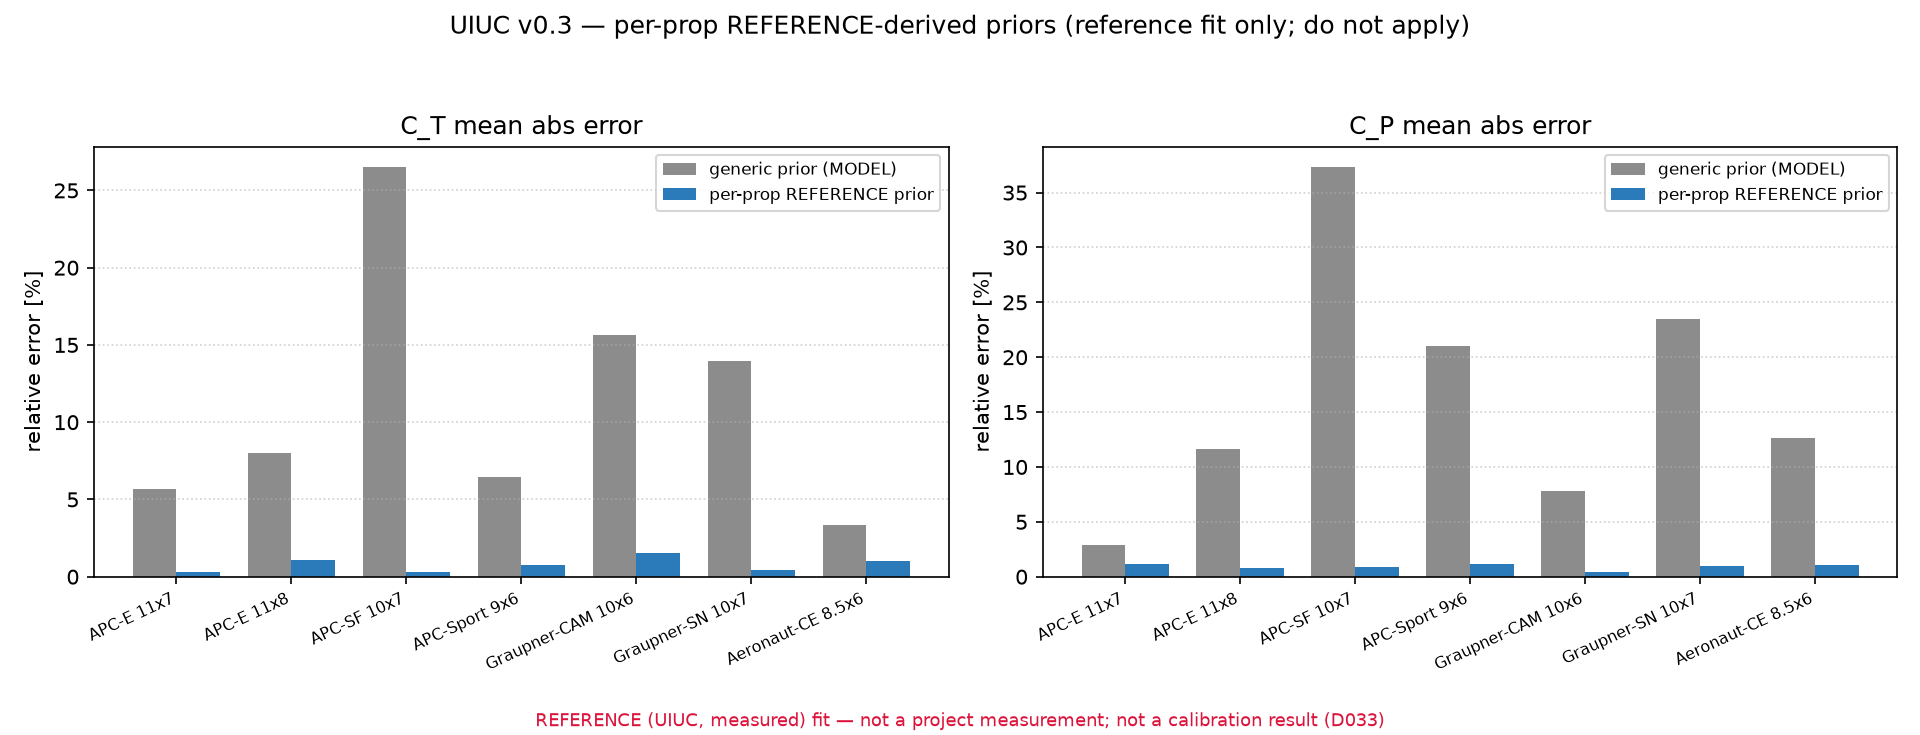 UIUC v0.3 — per-prop REFERENCE-derived priors (reference fit only; do not apply)
C_T mean abs error
generic prior (MODEL)
per-prop REFERENCE prior
relative error [%]
25
20
15
10
5
0
APC-E 11x7
APC-E 11x8
APC-SF 10x7
APC-Sport 9x6
Graupner-CAM 10x6
Graupner-SN 10x7
Aeronaut-CE 8.5x6
C_P mean abs error
generic prior (MODEL)
per-prop REFERENCE prior
relative error [%]
35
30
25
20
15
10
5
0
APC-E 11x7
APC-E 11x8
APC-SF 10x7
APC-Sport 9x6
Graupner-CAM 10x6
Graupner-SN 10x7
Aeronaut-CE 8.5x6
REFERENCE (UIUC, measured) fit — not a project measurement; not a calibration result (D033)